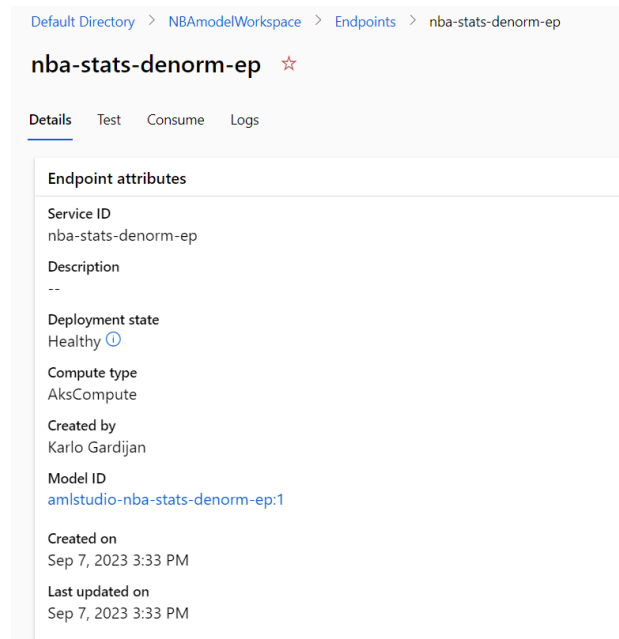 Default Directory > NBAmodelWorkspace > Endpoints > nba-stats-denorm-ep
nba-stats-denorm-ep
Details Test Consume Logs
Endpoint attributes
Service ID
nba-stats-denorm-ep
Description
--
Deployment state
Healthy
Compute type
AksCompute
Created by
Karlo Gardijan
Model ID
amlstudio-nba-stats-denorm-ep:1
Created on
Sep 7, 2023 3:33 PM
Last updated on
Sep 7, 2023 3:33 PM